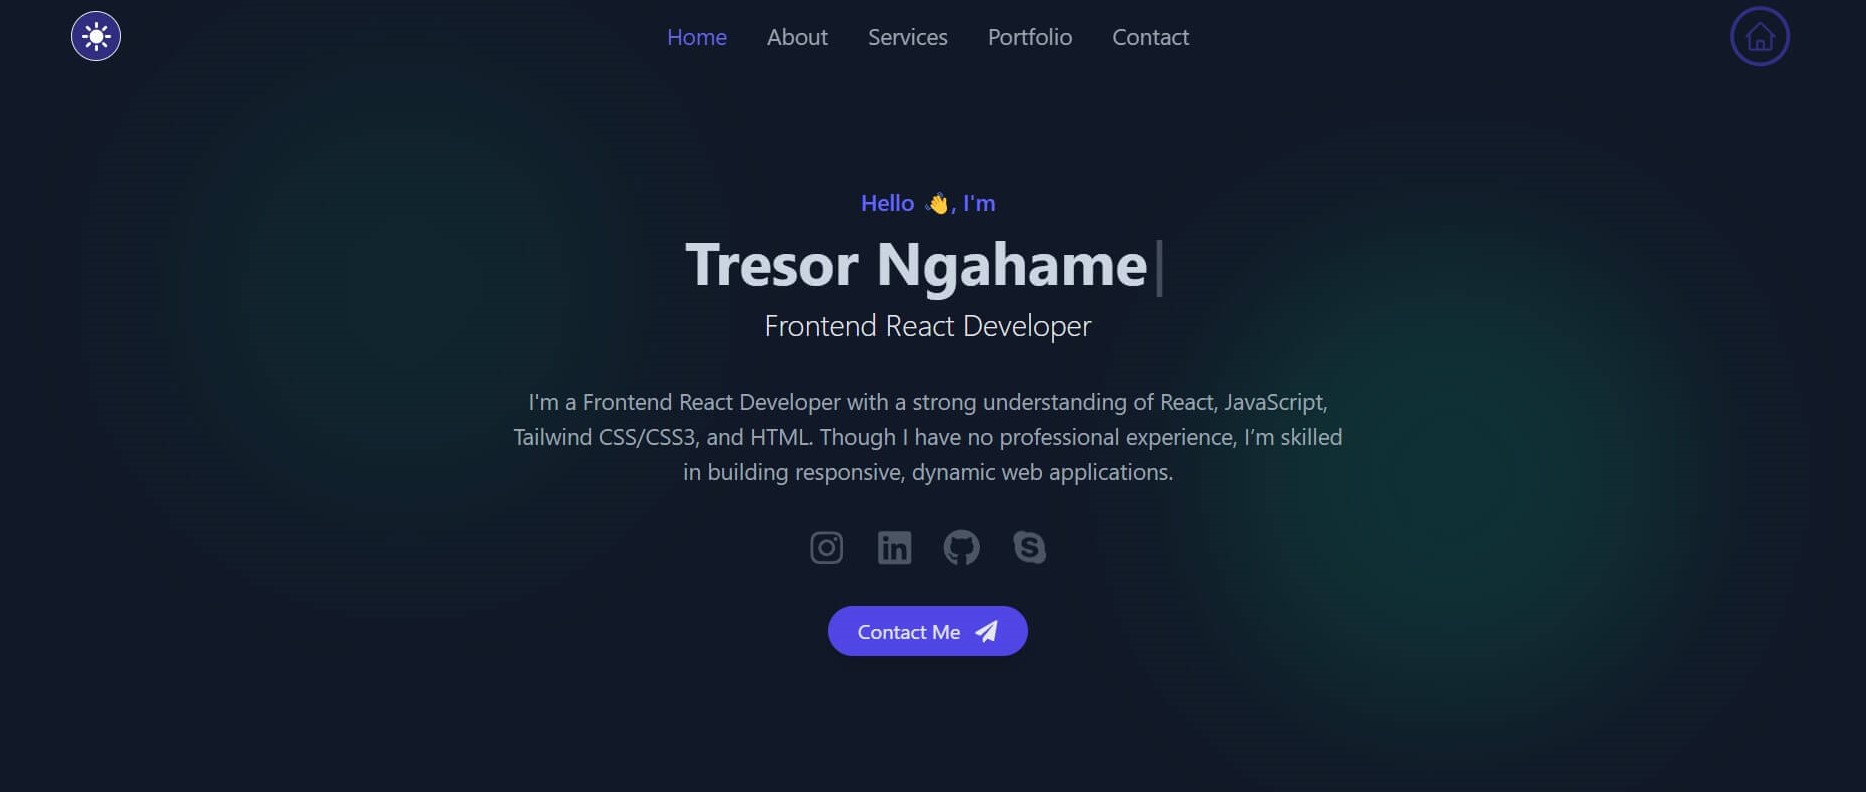 Home About Services Portfolio Contact
Hello 👋, I'm
Tresor Ngahame|
Frontend React Developer
I'm a Frontend React Developer with a strong understanding of React, JavaScript,
Tailwind CSS/CSS3, and HTML. Though I have no professional experience, I’m skilled
in building responsive, dynamic web applications.
Contact Me